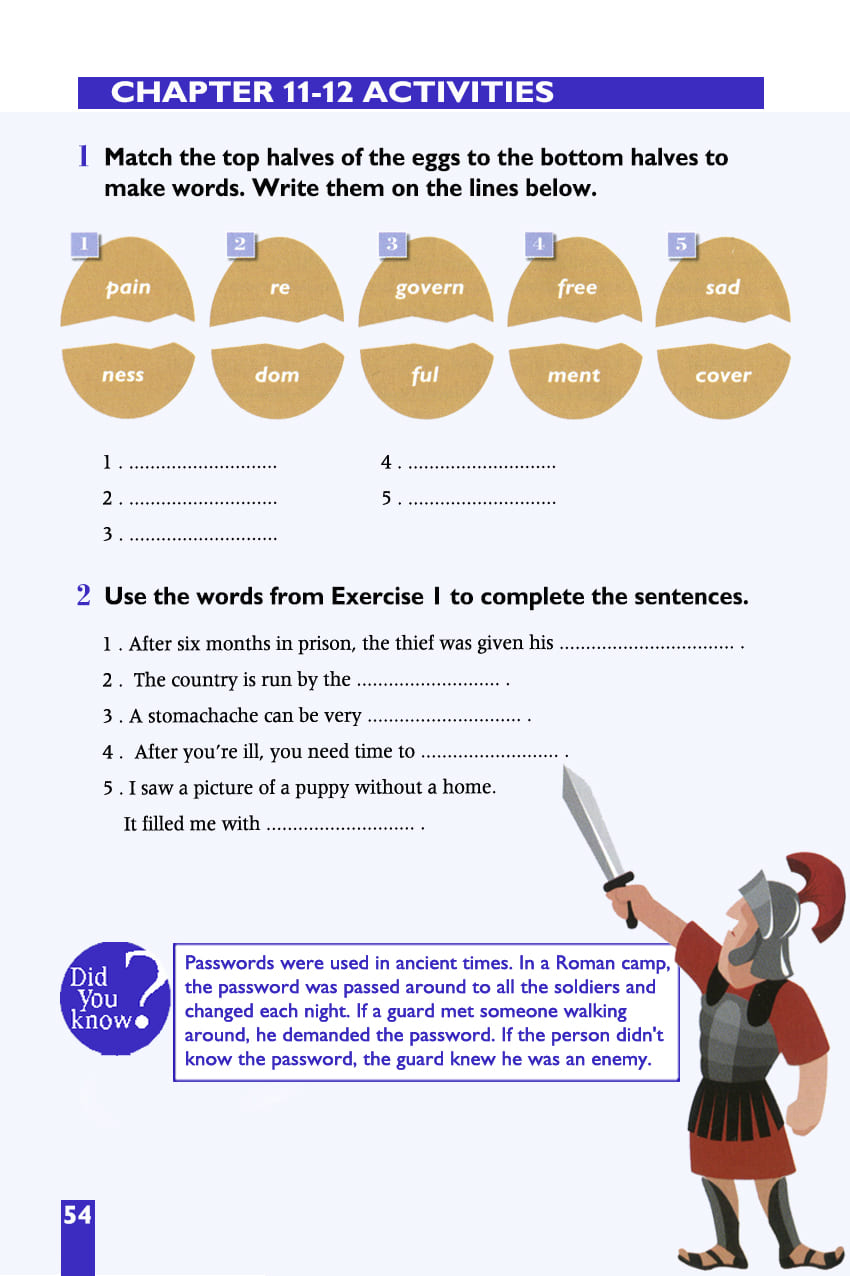 CHAPTER 11-12 ACTIVITIES
1 Match the top halves of the eggs to the bottom halves to
make words. Write them on the lines below.
1 2 3 4 5
pain re govern free sad
ness dom ful ment cover
1 . ............................ 4 . ............................
2 . ............................ 5 . ............................
3 . ............................
2 Use the words from Exercise 1 to complete the sentences.
1 . After six months in prison, the thief was given his ................................. .
2 . The country is run by the ........................... .
3 . A stomachache can be very ............................. .
4 . After you're ill, you need time to .......................... .
5 . I saw a picture of a puppy without a home.
It filled me with ............................ .
Did
You
know?
Passwords were used in ancient times. In a Roman camp,
the password was passed around to all the soldiers and
changed each night. If a guard met someone walking
around, he demanded the password. If the person didn't
know the password, the guard knew he was an enemy.
54